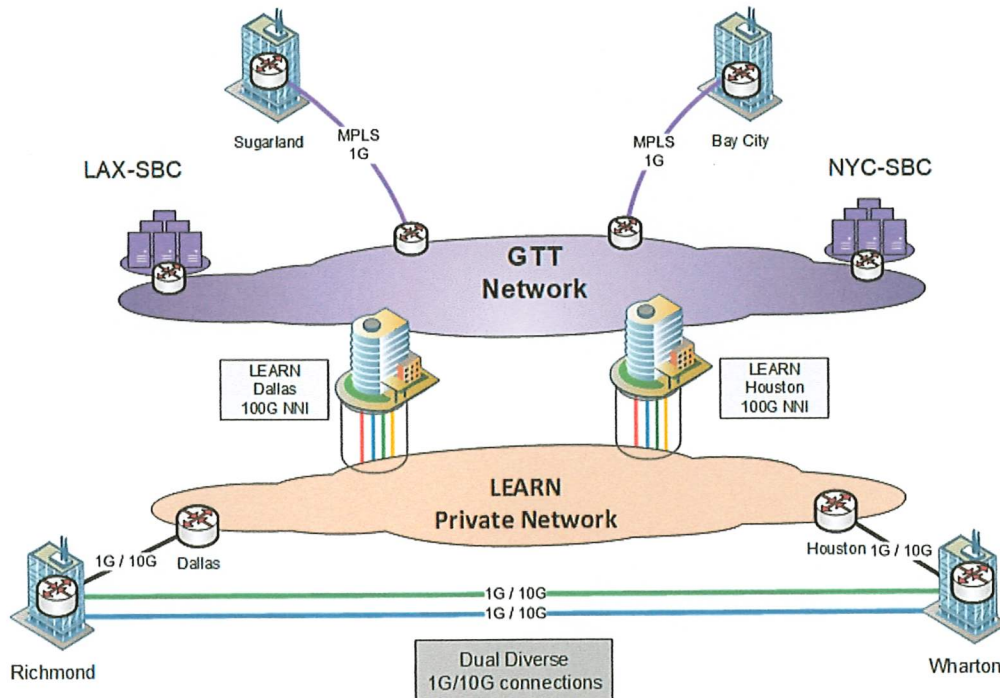 Sugarland
Bay City
MPLS
1G
MPLS
1G
LAX-SBC
NYC-SBC
GTT
Network
LEARN
Dallas
100G NNI
LEARN
Houston
100G NNI
LEARN
Private Network
1G / 10G
Dallas
Houston
1G / 10G
1G / 10G
1G / 10G
Richmond
Wharton
Dual Diverse
1G/10G connections